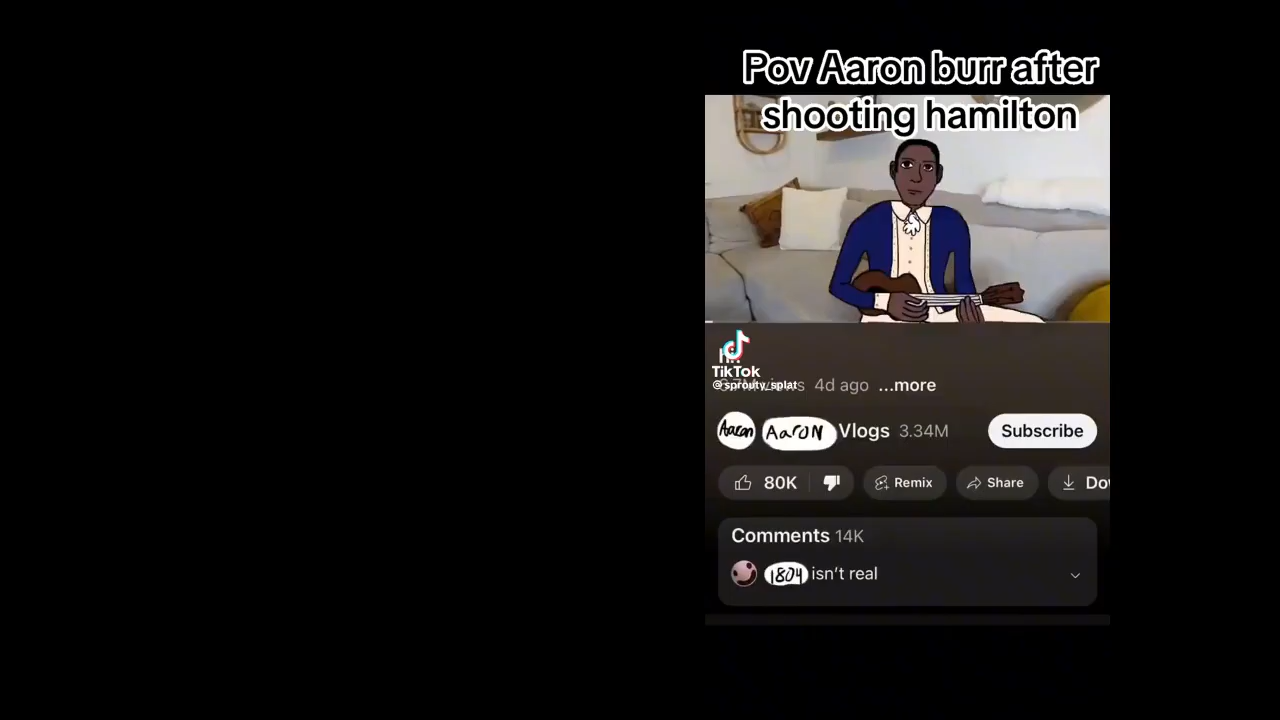 Pov Aaron burr after
shooting hamilton
TikTok
@sprouty_splat
4d ago ...more
Aaron AaroN Vlogs 3.34M Subscribe
80K Remix Share Dow
Comments 14K
1804 isn't real